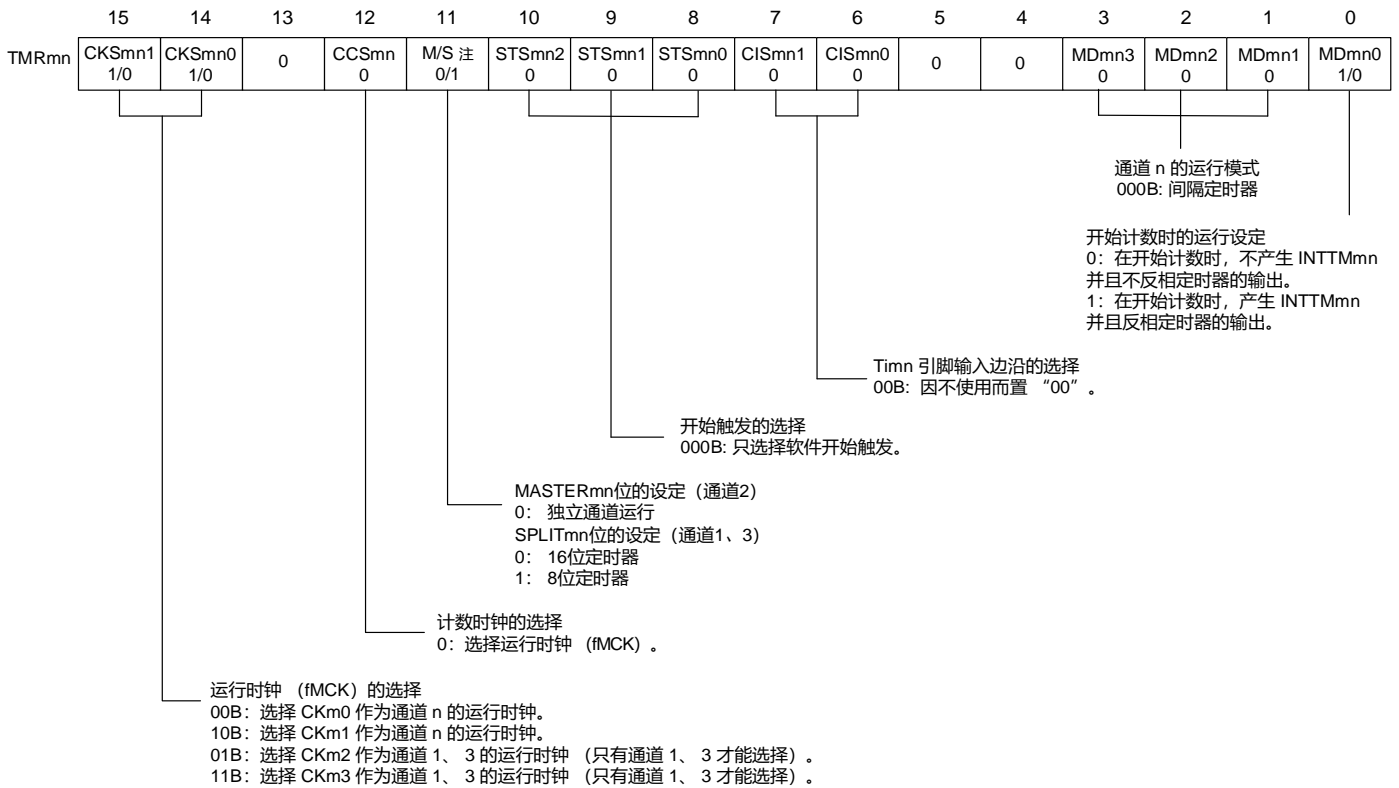 15 14 13 12 11 10 9 8 7 6 5 4 3 2 1 0
TMRmn CKSmn1 CKSmn0 0 CCSmn M/S 注 STSmn2 STSmn1 STSmn0 CISmn1 CISmn0 0 0 MDmn3 MDmn2 MDmn1 MDmn0
1/0 1/0 0 0/1 0 0 0 0 0 0 0 0 1/0
通道 n 的运行模式
000B: 间隔定时器
开始计数时的运行设定
0：在开始计数时，不产生 INTTMmn
并且不反相定时器的输出。
1：在开始计数时，产生 INTTMmn
并且反相定时器的输出。
Timn 引脚输入边沿的选择
00B: 因不使用而置 “00”。
开始触发的选择
000B: 只选择软件开始触发。
MASTERmn位的设定（通道2）
0： 独立通道运行
SPLITmn位的设定（通道1、3）
0： 16位定时器
1： 8位定时器
计数时钟的选择
0：选择运行时钟 （fMCK）。
运行时钟 （fMCK）的选择
00B：选择 CKm0 作为通道 n 的运行时钟。
10B：选择 CKm1 作为通道 n 的运行时钟。
01B：选择 CKm2 作为通道 1、 3 的运行时钟 （只有通道 1、 3 才能选择）。
11B：选择 CKm3 作为通道 1、 3 的运行时钟 （只有通道 1、 3 才能选择）。